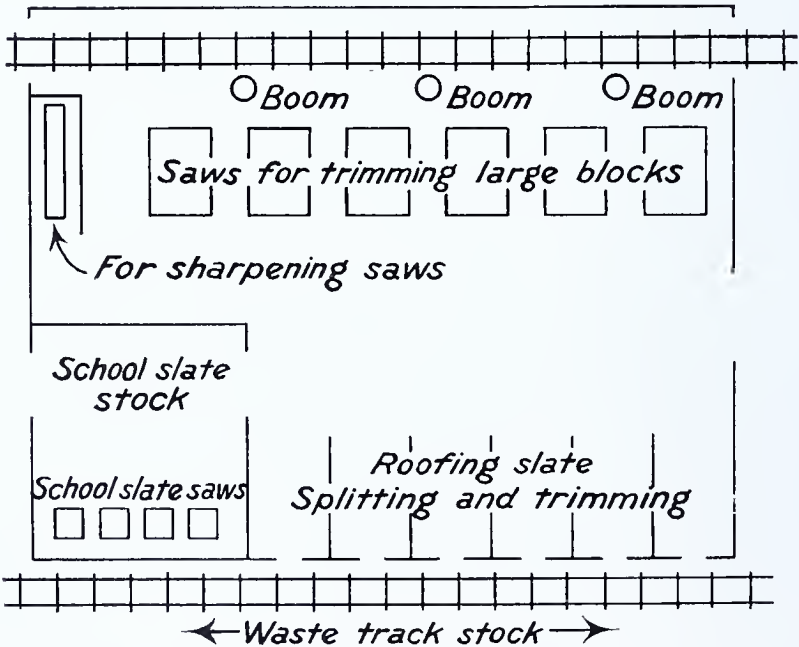 Boom Boom Boom
Saws for trimming large blocks
For sharpening saws
School slate
stock
School slate saws
Roofing slate
Splitting and trimming
Waste track stock